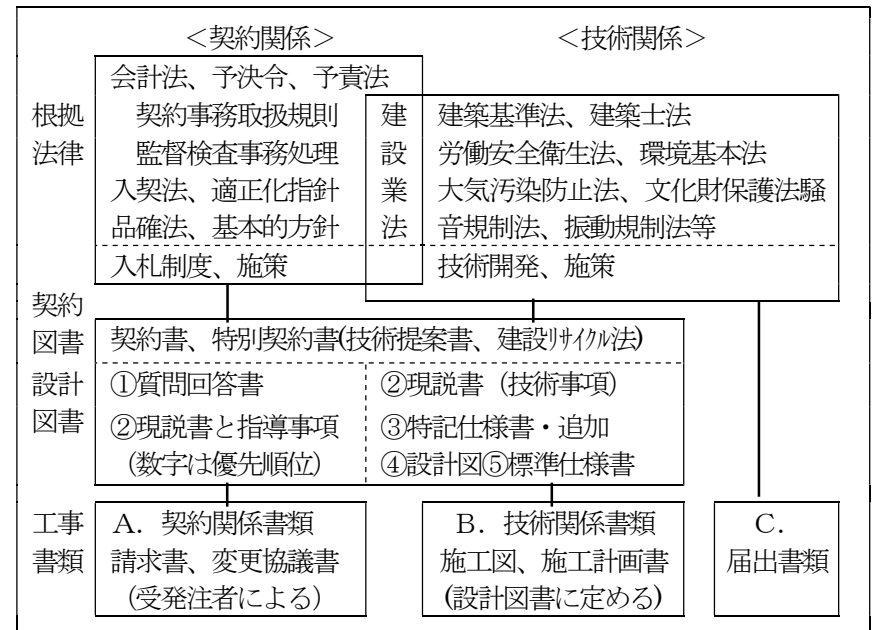 ＜契約関係＞ ＜技術関係＞
会計法、予決令、予責法
根拠 契約事務取扱規則 建 建築基準法、建築士法
法律 監督検査事務処理 設 労働安全衛生法、環境基本法
入契法、適正化指針 業 大気汚染防止法、文化財保護法騒
品確法、基本的方針 法 音規制法、振動規制法等
入札制度、施策 技術開発、施策
契約
図書 契約書、特別契約書(技術提案書、建設ﾘｻｲｸﾙ法)
設計 ①質問回答書 ②現説書（技術事項）
図書 ②現説書と指導事項 ③特記仕様書・追加
(数字は優先順位） ④設計図⑤標準仕様書
工事 A．契約関係書類 B．技術関係書類 C．
書類 請求書、変更協議書 施工図、施工計画書 届出書類
(受発注者による） (設計図書に定める）